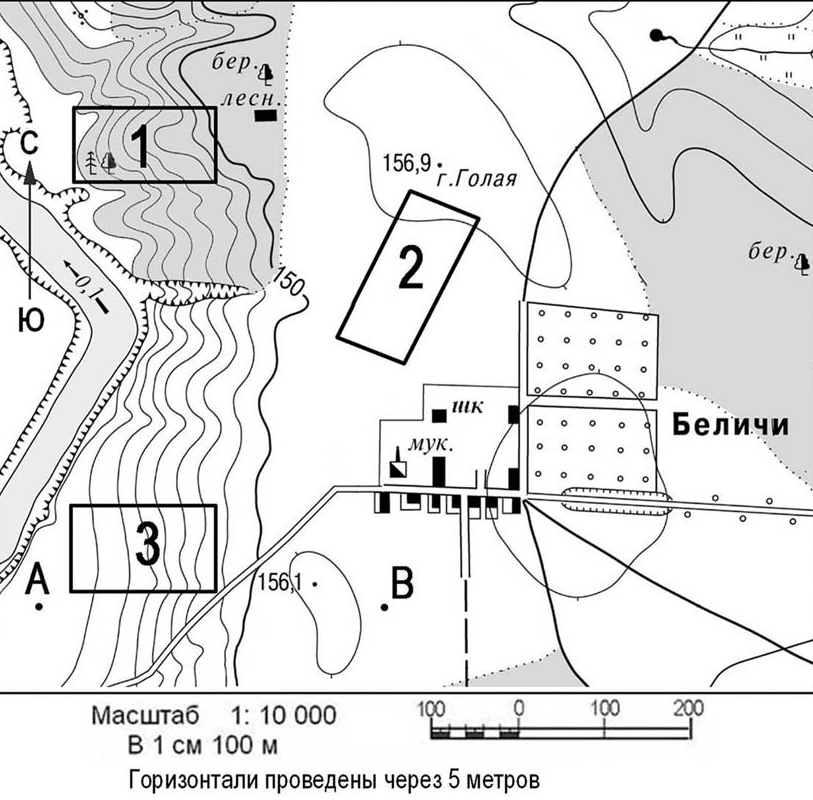 бер.
лесн.
1
С
156,9
г.Голая
2
бер.
0,1
150
Ю
шк
Беличи
мук.
3
А
156,1
В
Масштаб 1: 10 000
В 1 см 100 м
100 0 100 200
Горизонтали проведены через 5 метров